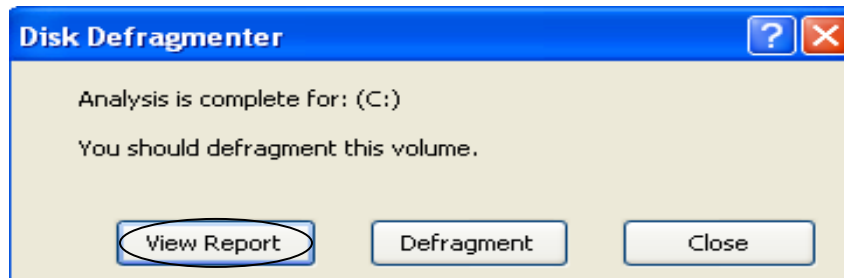 Disk Defragmenter
Analysis is complete for: (C:)
You should defragment this volume.
View Report Defragment Close